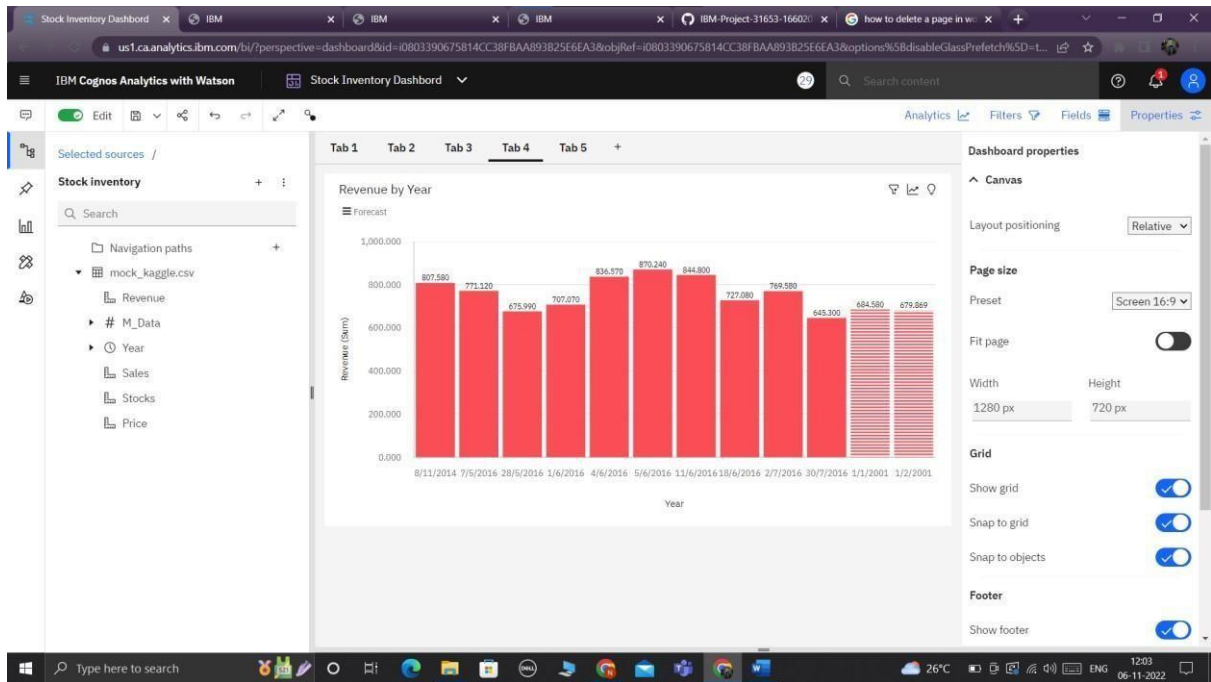 Stock Inventory Dashbord
IBM
IBM
IBM
IBM-Project-31653-166020
how to delete a page in wo
us1.ca.analytics.ibm.com/bi/?perspective=dashboard&id=i0803390675814CC38FBAA893B25E6EA3&objRef=i0803390675814CC38FBAA893B25E6EA3&options%5BdisableGlassPrefetch%5D=t...
IBM Cognos Analytics with Watson
Stock Inventory Dashbord
29
Search content
1
Edit
Analytics
Filters
Fields
Properties
Selected sources /
Stock inventory
Search
Navigation paths
mock_kaggle.csv
Revenue
# M_Data
Year
Sales
Stocks
Price
Tab 1 Tab 2 Tab 3 Tab 4 Tab 5 +
Revenue by Year
Forecast
Revenue (Sum)
1,000.000
800.000
600.000
400.000
200.000
0.000
807.580
771.120
675.990
707.070
836.570
870.240
844.800
727.080
769.580
645.300
684.580
679.869
8/11/2014 7/5/2016 28/5/2016 1/6/2016 4/6/2016 5/6/2016 11/6/2016 18/6/2016 2/7/2016 30/7/2016 1/1/2001 1/2/2001
Year
Dashboard properties
Canvas
Layout positioning
Relative
Page size
Preset
Screen 16:9
Fit page
Width Height
1280 px 720 px
Grid
Show grid
Snap to grid
Snap to objects
Footer
Show footer
Type here to search
DELL
26°C
ENG
12:03
06-11-2022